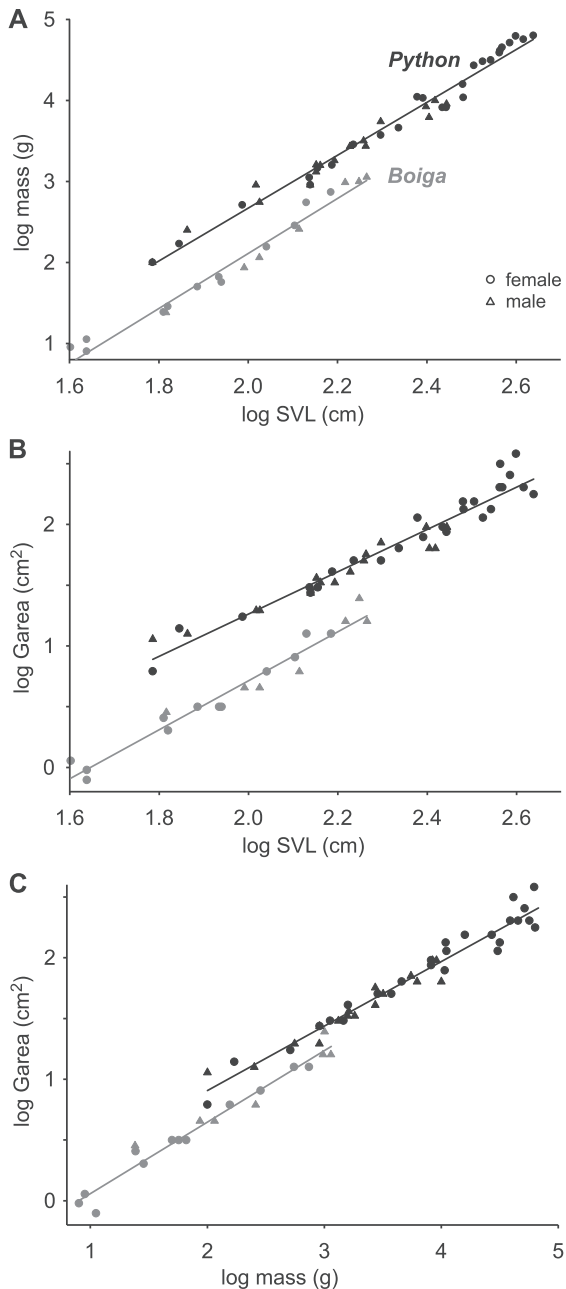 A
5
4
3
2
1
log mass (g)
Python
Boiga
female
male
1.6 1.8 2.0 2.2 2.4 2.6
log SVL (cm)
B
2
1
0
log Garea (cm²)
1.6 1.8 2.0 2.2 2.4 2.6
log SVL (cm)
C
2
1
0
log Garea (cm²)
1 2 3 4 5
log mass (g)